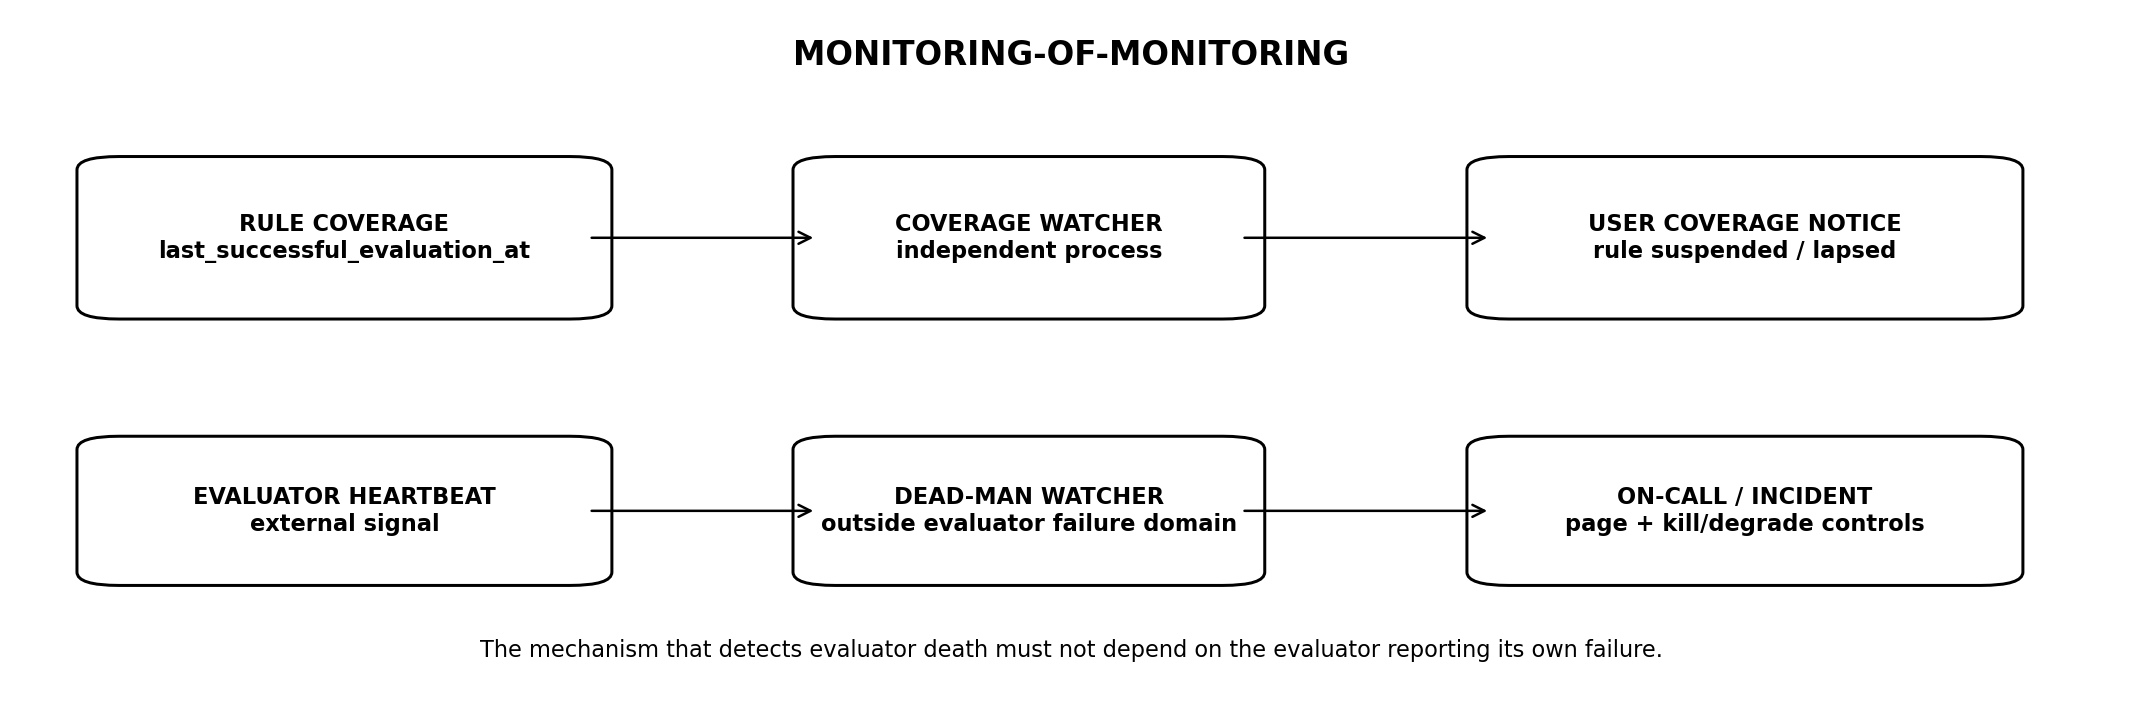 MONITORING-OF-MONITORING
RULE COVERAGE
last_successful_evaluation_at
COVERAGE WATCHER
independent process
USER COVERAGE NOTICE
rule suspended / lapsed
EVALUATOR HEARTBEAT
external signal
DEAD-MAN WATCHER
outside evaluator failure domain
ON-CALL / INCIDENT
page + kill/degrade controls
The mechanism that detects evaluator death must not depend on the evaluator reporting its own failure.